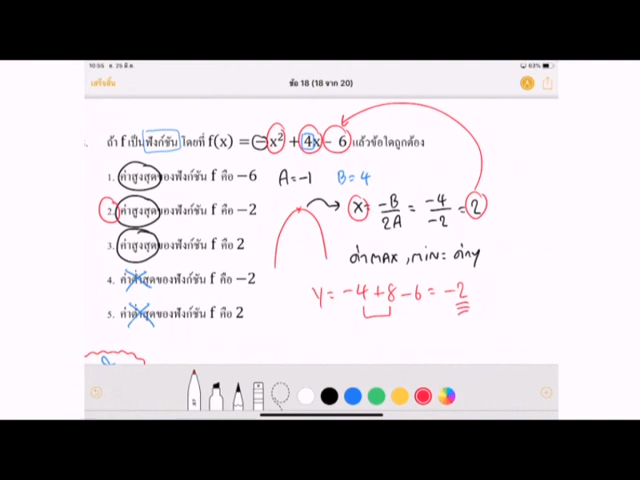 10:55 อ. 25 มี.ค.
63%
เสร็จสิ้น
ข้อ 18 (18 จาก 20)
ถ้า f เป็น ฟังก์ชัน โดยที่ f(x) = −x² + 4x − 6 แล้วข้อใดถูกต้อง
1. ค่าสูงสุดของฟังก์ชัน f คือ −6
A = −1 B = 4
2. ค่าสูงสุดของฟังก์ชัน f คือ −2
x = −B/2A = −4/−2 = 2
3. ค่าสูงสุดของฟังก์ชัน f คือ 2
ค่า MAX, MIN = ค่า y
4. ค่าต่ำสุดของฟังก์ชัน f คือ −2
y = −4 + 8 − 6 = −2
5. ค่าต่ำสุดของฟังก์ชัน f คือ 2